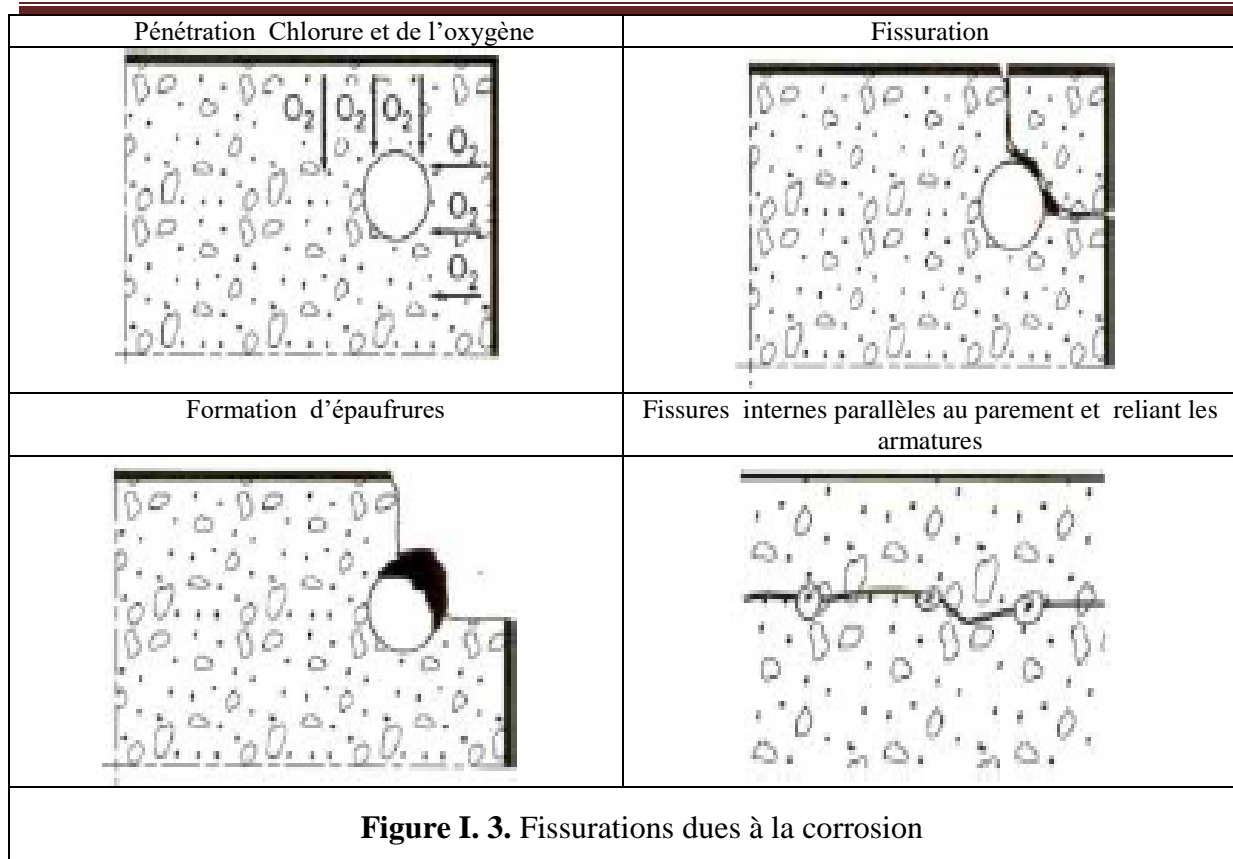 Pénétration Chlorure et de l'oxygène
Fissuration
O₂ O₂ O₂
O₂
O₂
O₂
Formation d'épaufrures
Fissures internes parallèles au parement et reliant les
armatures
Figure I. 3. Fissurations dues à la corrosion